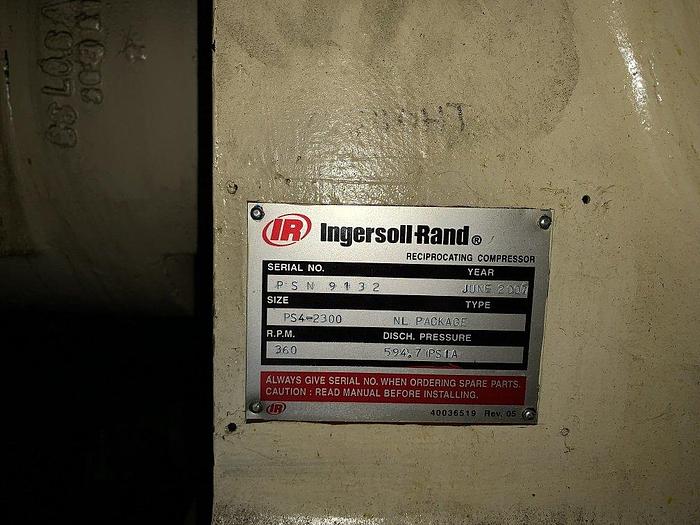 IR Ingersoll-Rand®
RECIPROCATING COMPRESSOR
SERIAL NO. YEAR
PSN 9132 JUNE 2007
SIZE TYPE
PS4-2300 NL PACKAGE
R.P.M. DISCH. PRESSURE
360 594.7 PSIA
ALWAYS GIVE SERIAL NO. WHEN ORDERING SPARE PARTS.
CAUTION : READ MANUAL BEFORE INSTALLING.
IR 40036519 Rev. 05